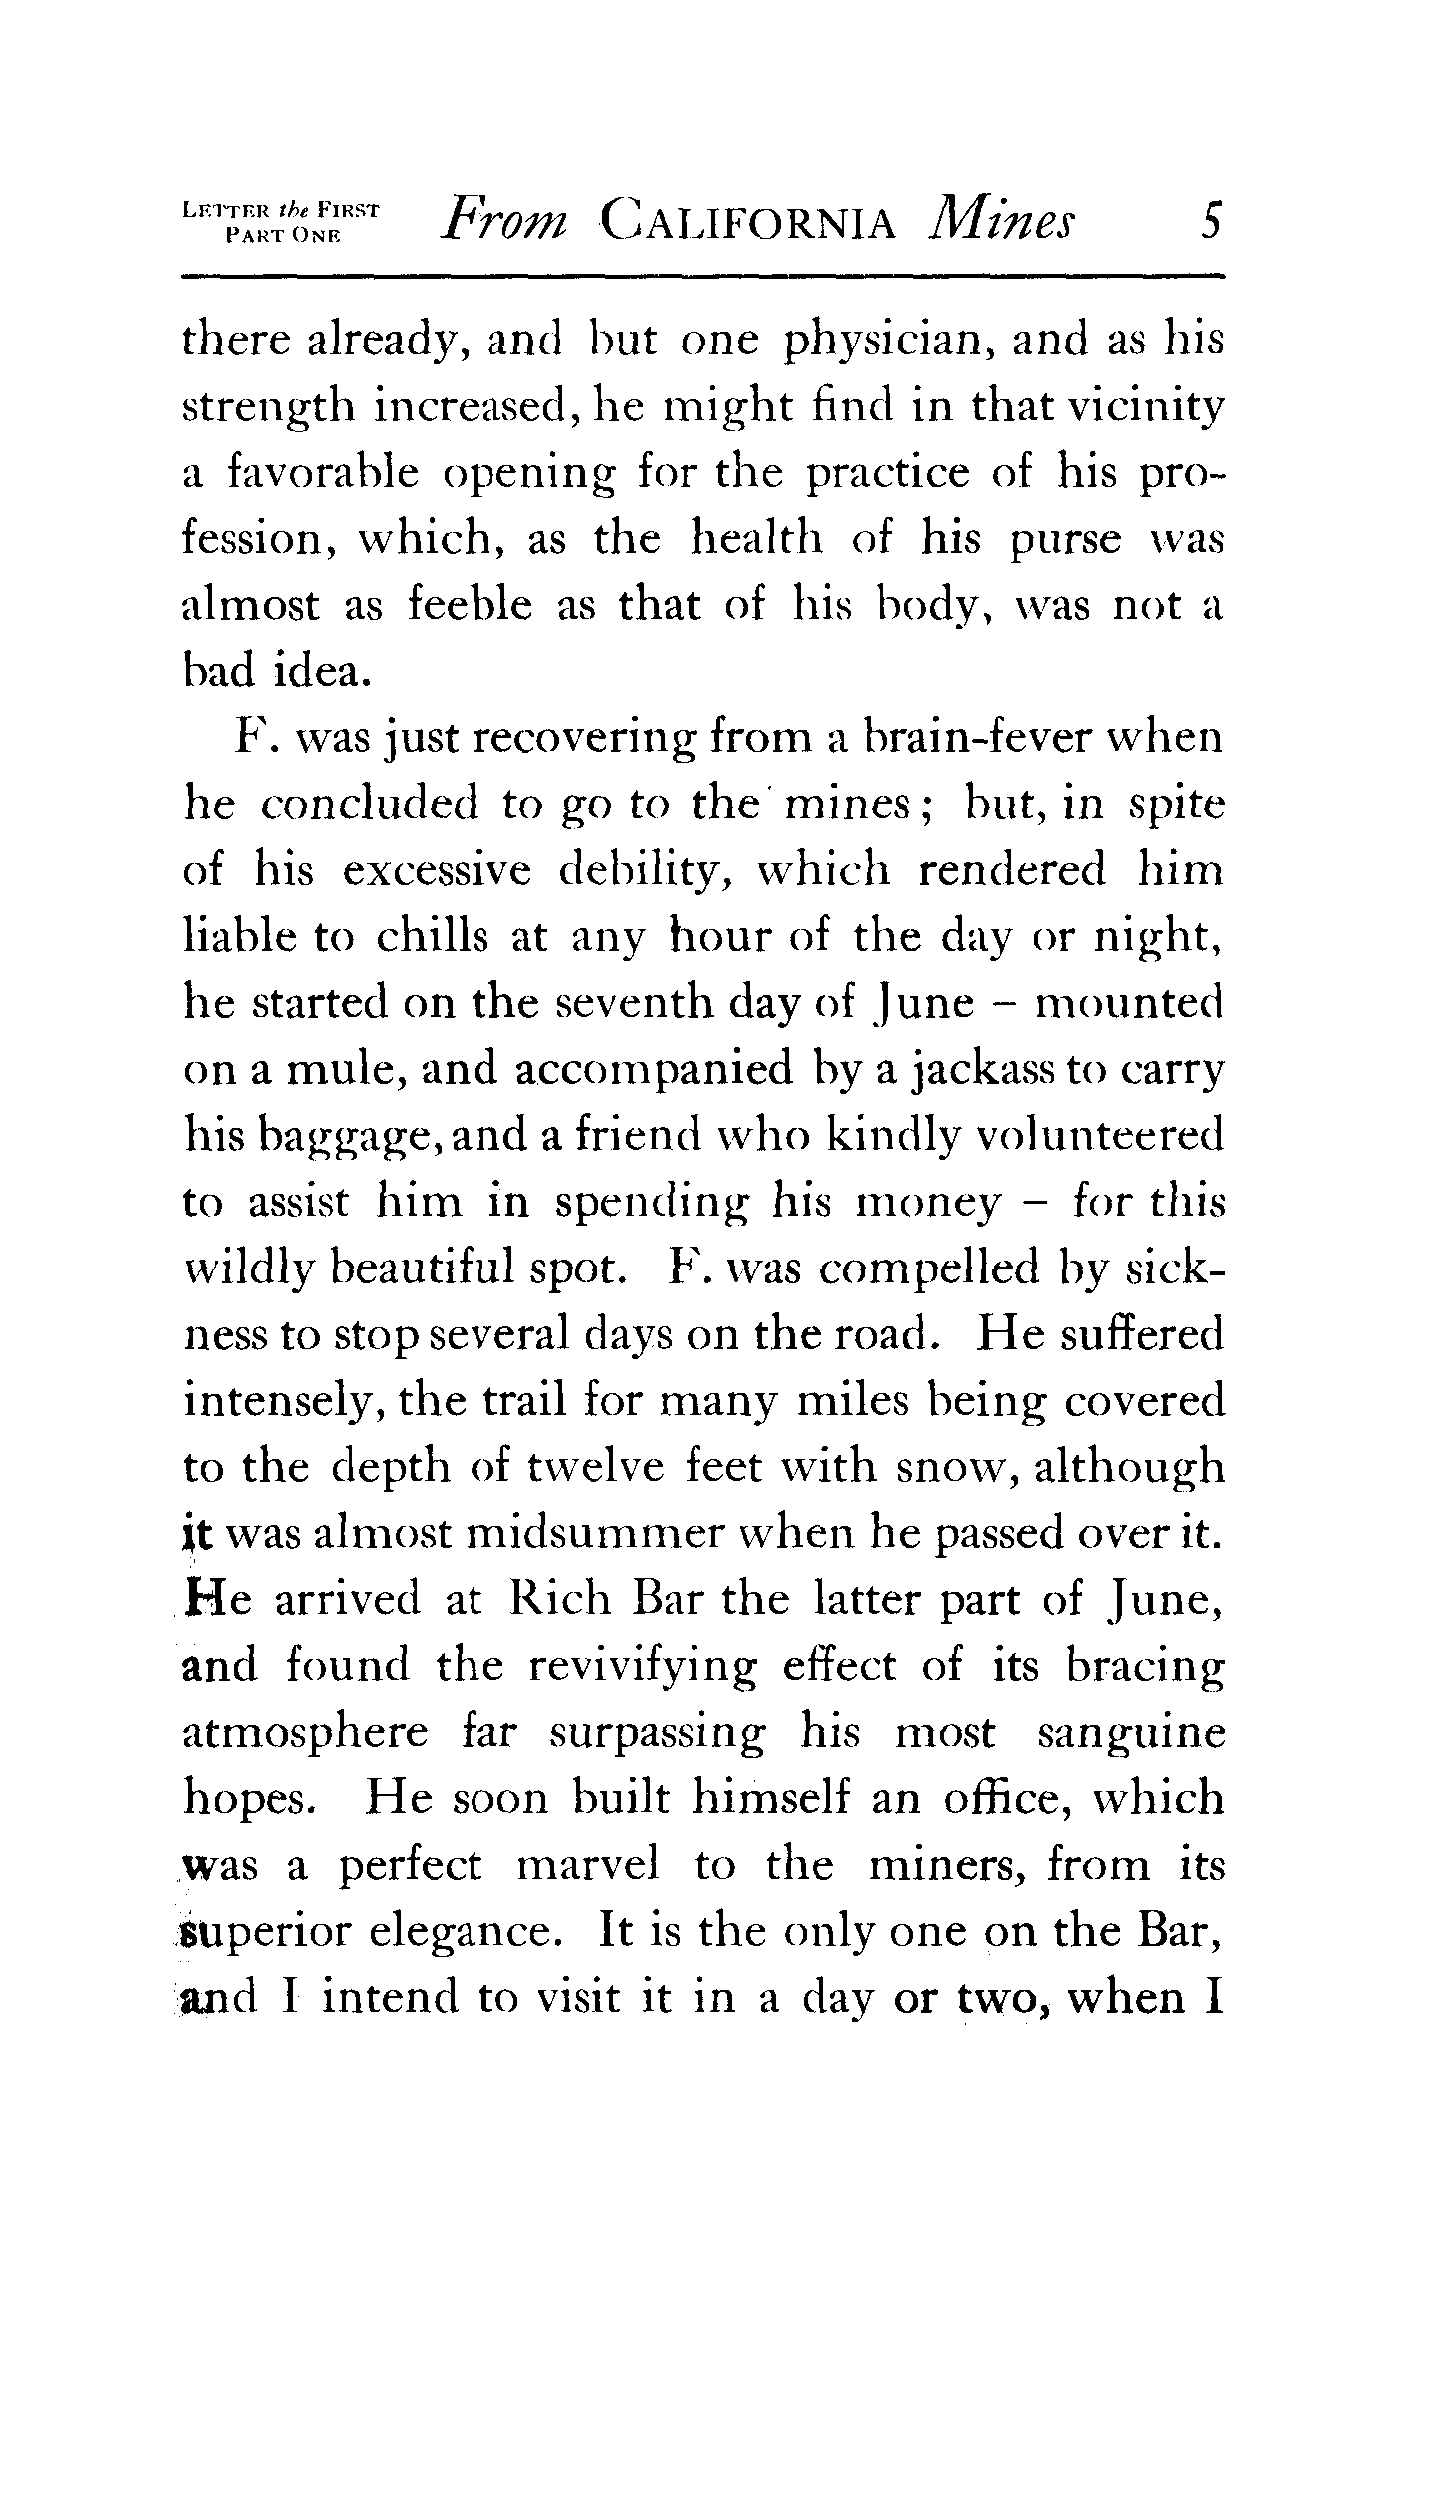 LETTER the FIRST PART ONE From CALIFORNIA Mines 5
there already, and but one physician, and as his
strength increased, he might find in that vicinity
a favorable opening for the practice of his pro-
fession, which, as the health of his purse was
almost as feeble as that of his body, was not a
bad idea.
F. was just recovering from a brain-fever when
he concluded to go to the mines; but, in spite
of his excessive debility, which rendered him
liable to chills at any hour of the day or night,
he started on the seventh day of June – mounted
on a mule, and accompanied by a jackass to carry
his baggage, and a friend who kindly volunteered
to assist him in spending his money – for this
wildly beautiful spot. F. was compelled by sick-
ness to stop several days on the road. He suffered
intensely, the trail for many miles being covered
to the depth of twelve feet with snow, although
it was almost midsummer when he passed over it.
He arrived at Rich Bar the latter part of June,
and found the revivifying effect of its bracing
atmosphere far surpassing his most sanguine
hopes. He soon built himself an office, which
was a perfect marvel to the miners, from its
superior elegance. It is the only one on the Bar,
and I intend to visit it in a day or two, when I